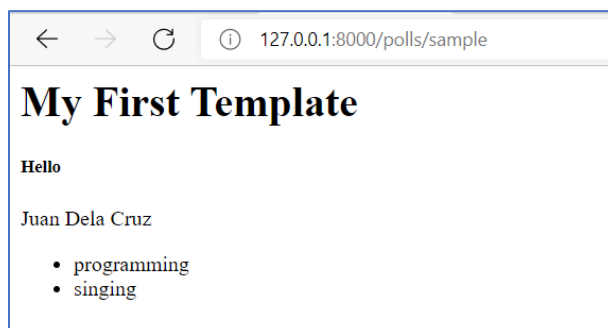 127.0.0.1:8000/polls/sample
My First Template
Hello
Juan Dela Cruz
programming
singing